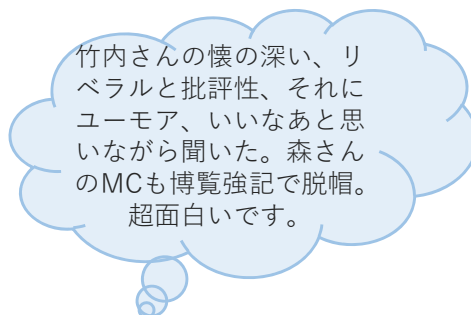 竹内さんの懐の深い、リ
ベラルと批評性、それに
ユーモア、いいなあと思
いながら聞いた。森さん
のMCも博覧強記で脱帽。
超面白いです。